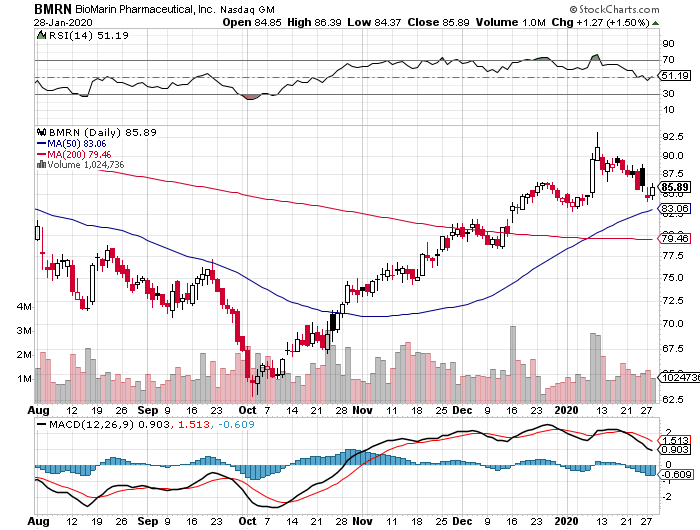 BMRN BioMarin Pharmaceutical, Inc. Nasdaq GM © StockCharts.com
28-Jan-2020 Open 84.85 High 86.39 Low 84.37 Close 85.89 Volume 1.0M Chg +1.27 (+1.50%)
RSI(14) 51.19
90
70
51.19
30
10
BMRN (Daily) 85.89
MA(50) 83.06
MA(200) 79.46
Volume 1,024,736
92.5
90.0
87.5
85.89
83.06
79.46
77.5
75.0
72.5
70.0
67.5
65.0
62.5
4M
3M
2M
1M
1024736
Aug 12 19 26 Sep 9 16 23 Oct 7 14 21 28 Nov 11 18 25 Dec 9 16 23 2020 13 21 27
MACD(12,26,9) 0.903, 1.513, -0.609
2
1.513
0.903
0
-0.609
-1
-2
Aug 12 19 26 Sep 9 16 23 Oct 7 14 21 28 Nov 11 18 25 Dec 9 16 23 2020 13 21 27